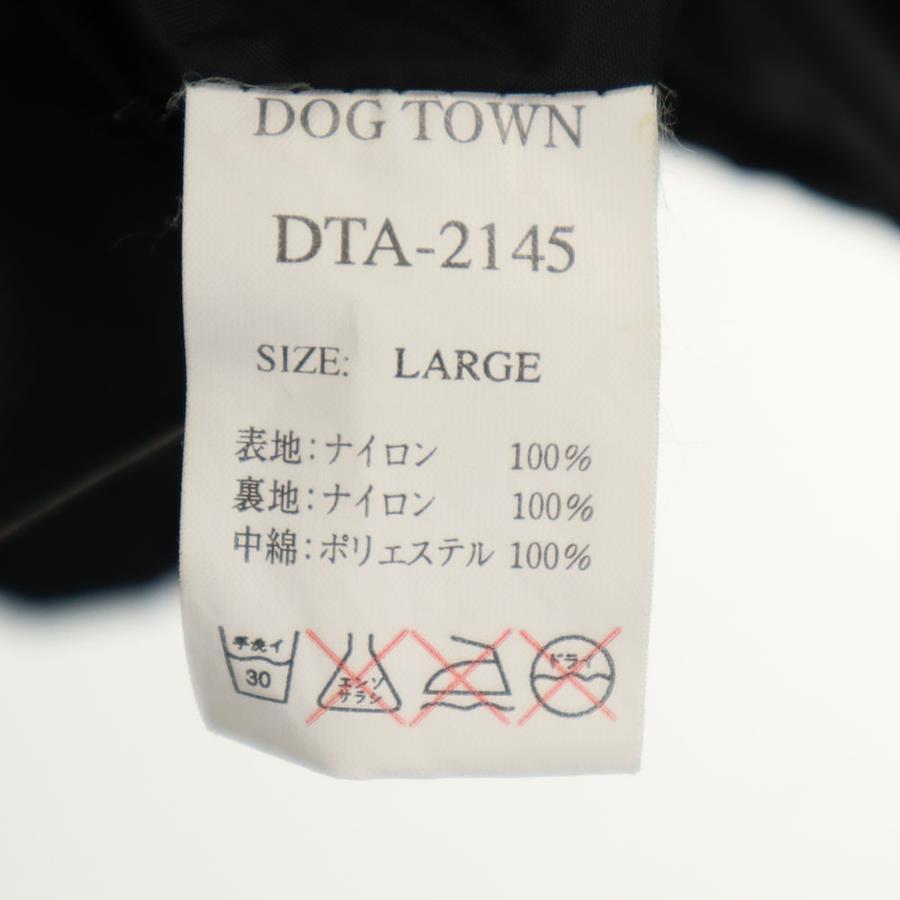 DOG TOWN
DTA-2145
SIZE: LARGE
表地:ナイロン 100%
裏地:ナイロン 100%
中綿:ポリエステル 100%
手洗イ エンソ ドライ
30 サラシ